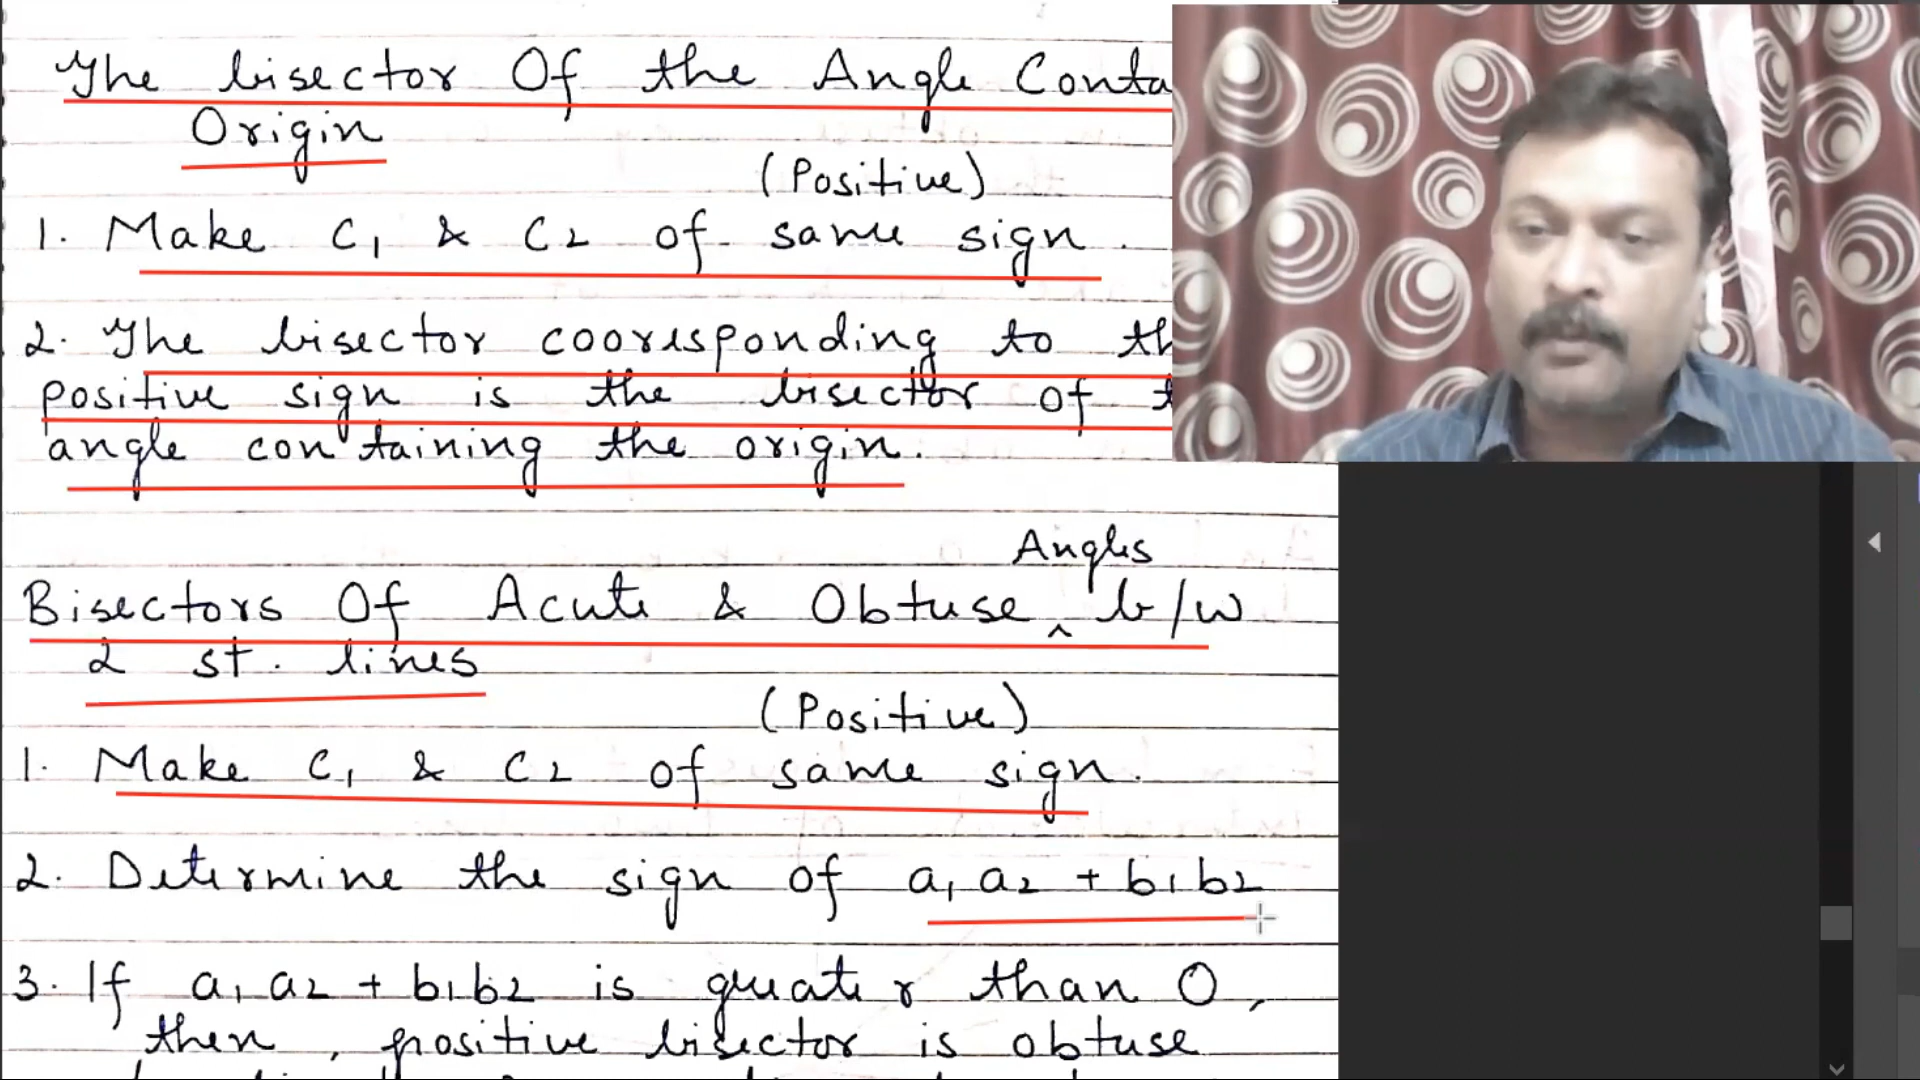 The bisector Of the Angle Conta
Origin
(Positive)
1. Make C1 & C2 of same sign.
2. The bisector cooresponding to th
positive sign is the bisector of t
angle containing the origin.
Angles
Bisectors Of Acute & Obtuse ^ b/w
2 st. lines
(Positive)
1. Make C1 & C2 of same sign.
2. Determine the sign of a1a2 + b1b2
3. If a1a2 + b1b2 is greater than 0,
then, positive bisector is obtuse